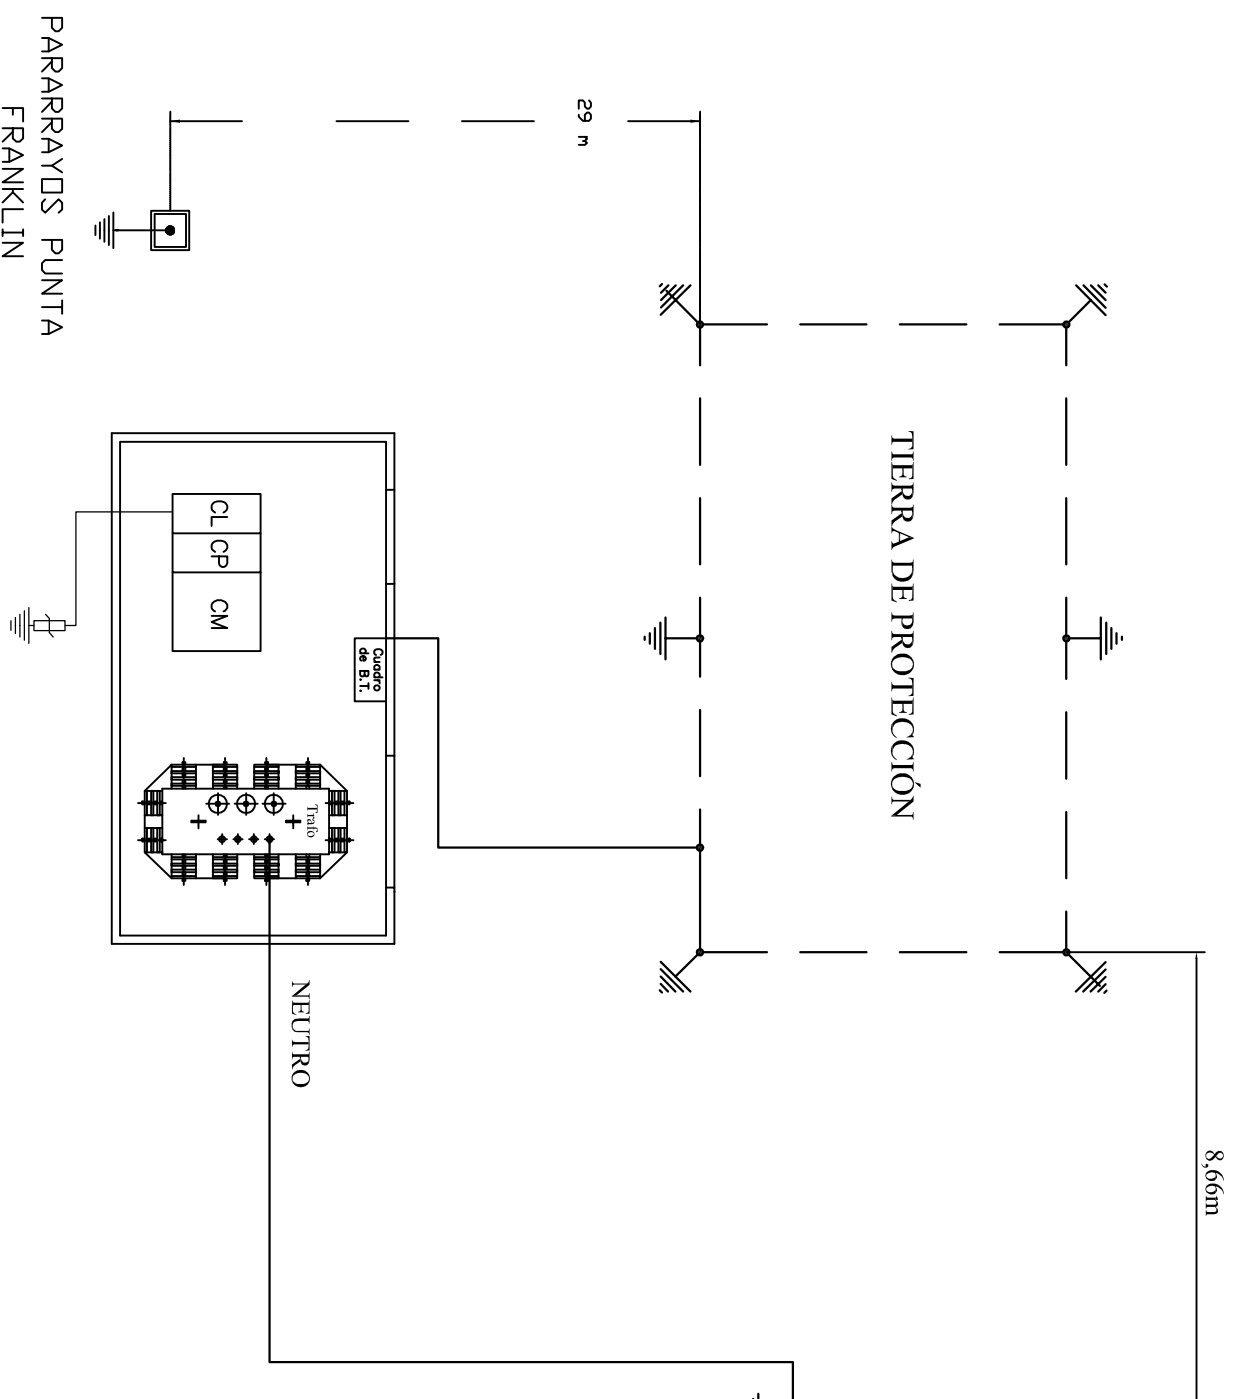 PARARRAYOS PUNTA
FRANKLIN
29 m
TIERRA DE PROTECCIÓN
CL
CP
CM
Cuadro
de B.T.
Trafo
NEUTRO
8,66m